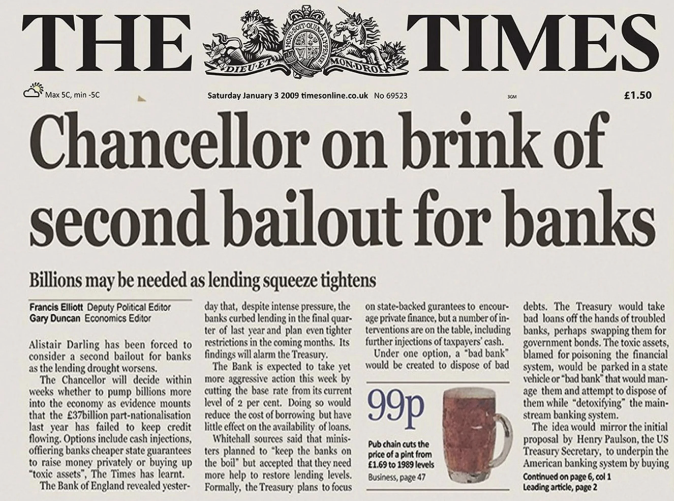 THE TIMES
DIEU·ET MON·DROIT
Max 5C, min -5C
Saturday January 3 2009 timesonline.co.uk No 69523
3GM
£1.50
Chancellor on brink of
second bailout for banks
Billions may be needed as lending squeeze tightens
Francis Elliott Deputy Political Editor
Gary Duncan Economics Editor
Alistair Darling has been forced to
consider a second bailout for banks
as the lending drought worsens.
The Chancellor will decide within
weeks whether to pump billions more
into the economy as evidence mounts
that the £37billion part-nationalisation
last year has failed to keep credit
flowing. Options include cash injections,
offiering banks cheaper state guarantees
to raise money privately or buying up
“toxic assets”, The Times has learnt.
The Bank of England revealed yester-
day that, despite intense pressure, the
banks curbed lending in the final quar-
ter of last year and plan even tighter
restrictions in the coming months. Its
findings will alarm the Treasury.
The Bank is expected to take yet
more aggressive action this week by
cutting the base rate from its current
level of 2 per cent. Doing so would
reduce the cost of borrowing but have
little effect on the availability of loans.
Whitehall sources said that minis-
ters planned to “keep the banks on
the boil” but accepted that they need
more help to restore lending levels.
Formally, the Treasury plans to focus
on state-backed gurantees to encour-
age private finance, but a number of in-
terventions are on the table, including
further injections of taxpayers’ cash.
Under one option, a “bad bank”
would be created to dispose of bad
99p
Pub chain cuts the
price of a pint from
£1.69 to 1989 levels
Business, page 47
debts. The Treasury would take
bad loans off the hands of troubled
banks, perhaps swapping them for
government bonds. The toxic assets,
blamed for poisoning the financial
system, would be parked in a state
vehicle or “bad bank” that would man-
age them and attempt to dispose of
them while “detoxifying” the main-
stream banking system.
The idea would mirror the initial
proposal by Henry Paulson, the US
Treasury Secretary, to underpin the
American banking system by buying
Continued on page 6, col 1
Leading article, page 2